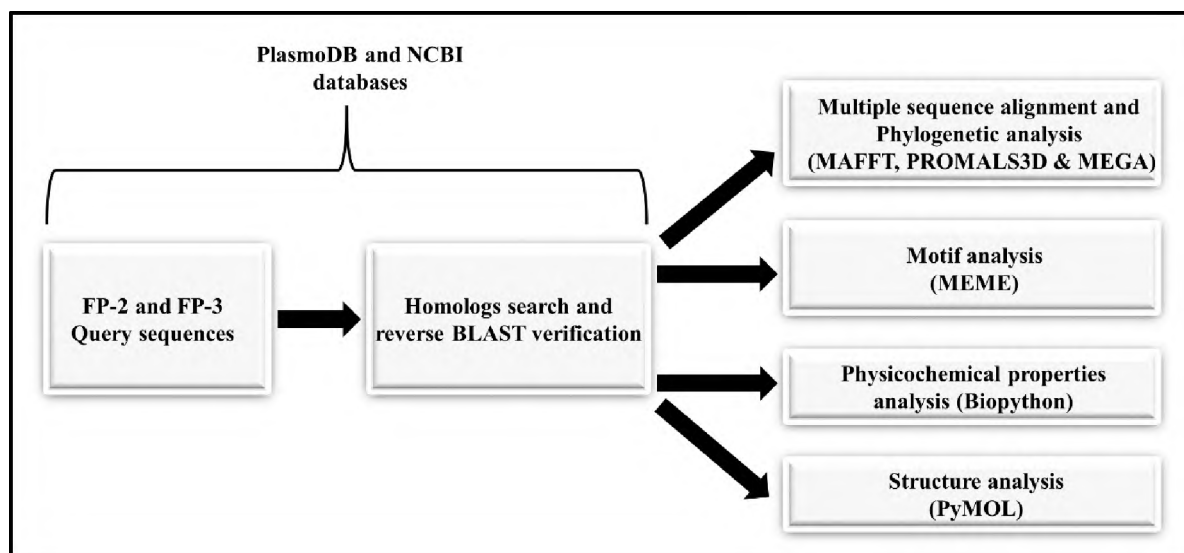 PlasmoDB and NCBI
databases
FP-2 and FP-3
Query sequences
Homologs search and
reverse BLAST verification
Multiple sequence alignment and
Phylogenetic analysis
(MAFFT, PROMALS3D & MEGA)
Motif analysis
(MEME)
Physicochemical properties
analysis (Biopython)
Structure analysis
(PyMOL)